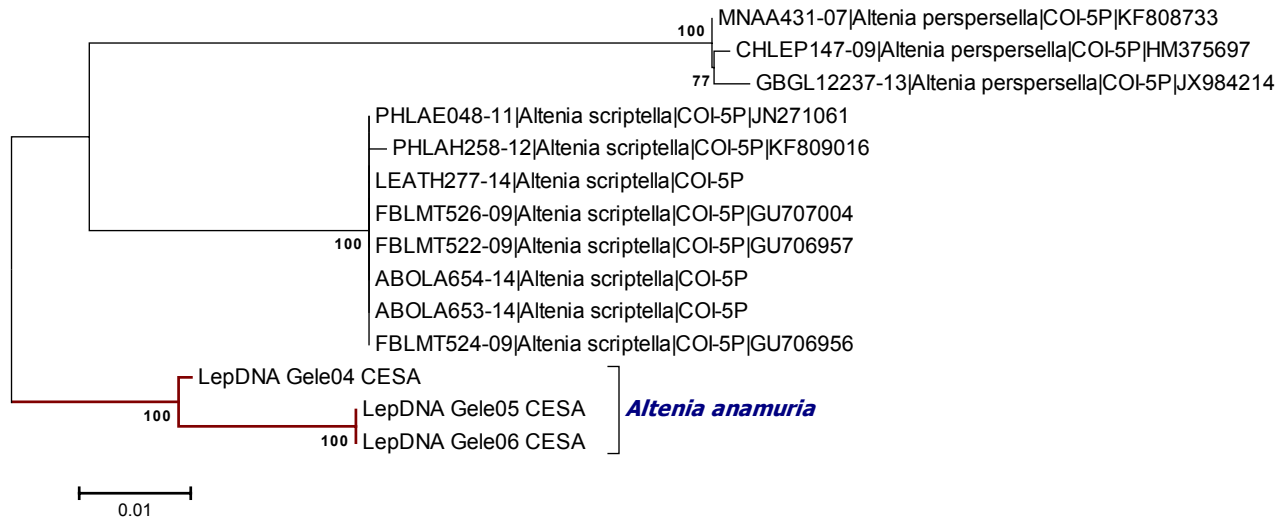 MNAA431-07|Altenia perspersella|COI-5P|KF808733
100
CHLEP147-09|Altenia perspersella|COI-5P|HM375697
77
GBGL12237-13|Altenia perspersella|COI-5P|JX984214
PHLAE048-11|Altenia scriptella|COI-5P|JN271061
PHLAH258-12|Altenia scriptella|COI-5P|KF809016
LEATH277-14|Altenia scriptella|COI-5P
FBLMT526-09|Altenia scriptella|COI-5P|GU707004
100
FBLMT522-09|Altenia scriptella|COI-5P|GU706957
ABOLA654-14|Altenia scriptella|COI-5P
ABOLA653-14|Altenia scriptella|COI-5P
FBLMT524-09|Altenia scriptella|COI-5P|GU706956
LepDNA Gele04 CESA
100
LepDNA Gele05 CESA
Altenia anamuria
100
LepDNA Gele06 CESA
0.01